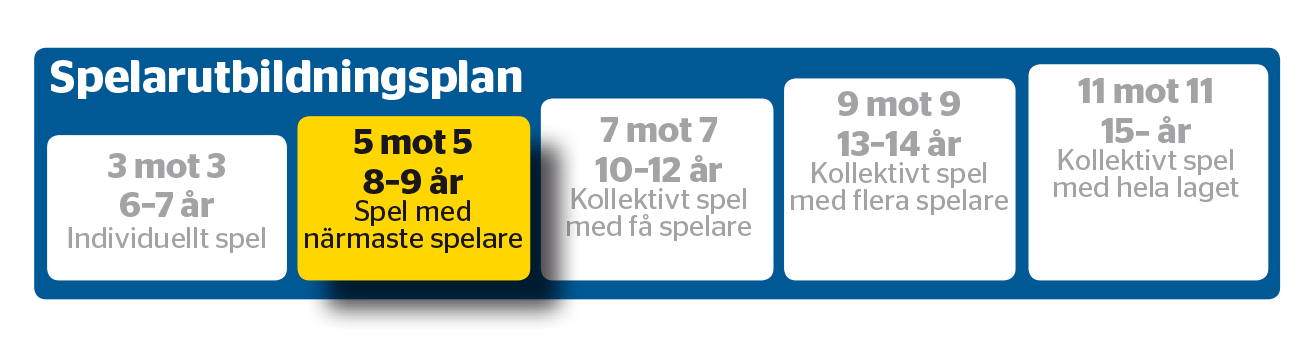 Spelarutbildningsplan
3 mot 3
6–7 år
Individuellt spel
5 mot 5
8–9 år
Spel med
närmaste spelare
7 mot 7
10–12 år
Kollektivt spel
med få spelare
9 mot 9
13–14 år
Kollektivt spel
med flera spelare
11 mot 11
15– år
Kollektivt spel
med hela laget